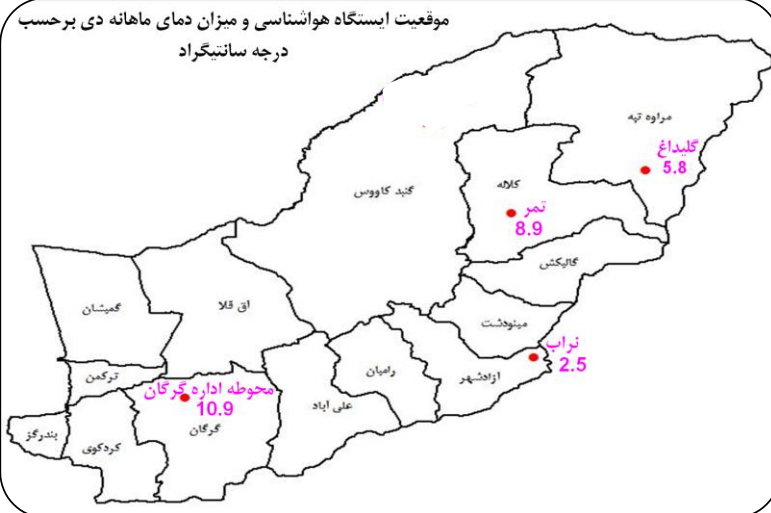 موقعیت ایستگاه هواشناسی و میزان دمای ماهانه دی برحسب
درجه سانتیگراد
مراوه تپه
گلیداغ
5.8
کلاله
تمر
8.9
گنبد کاووس
گالیکش
گمیشان
اق قلا
مینودشت
نراب
2.5
ترکمن
رامیان
ازادشهر
محوطه اداره گرگان
10.9
علی آباد
گرگان
بندرگز
کردکوی